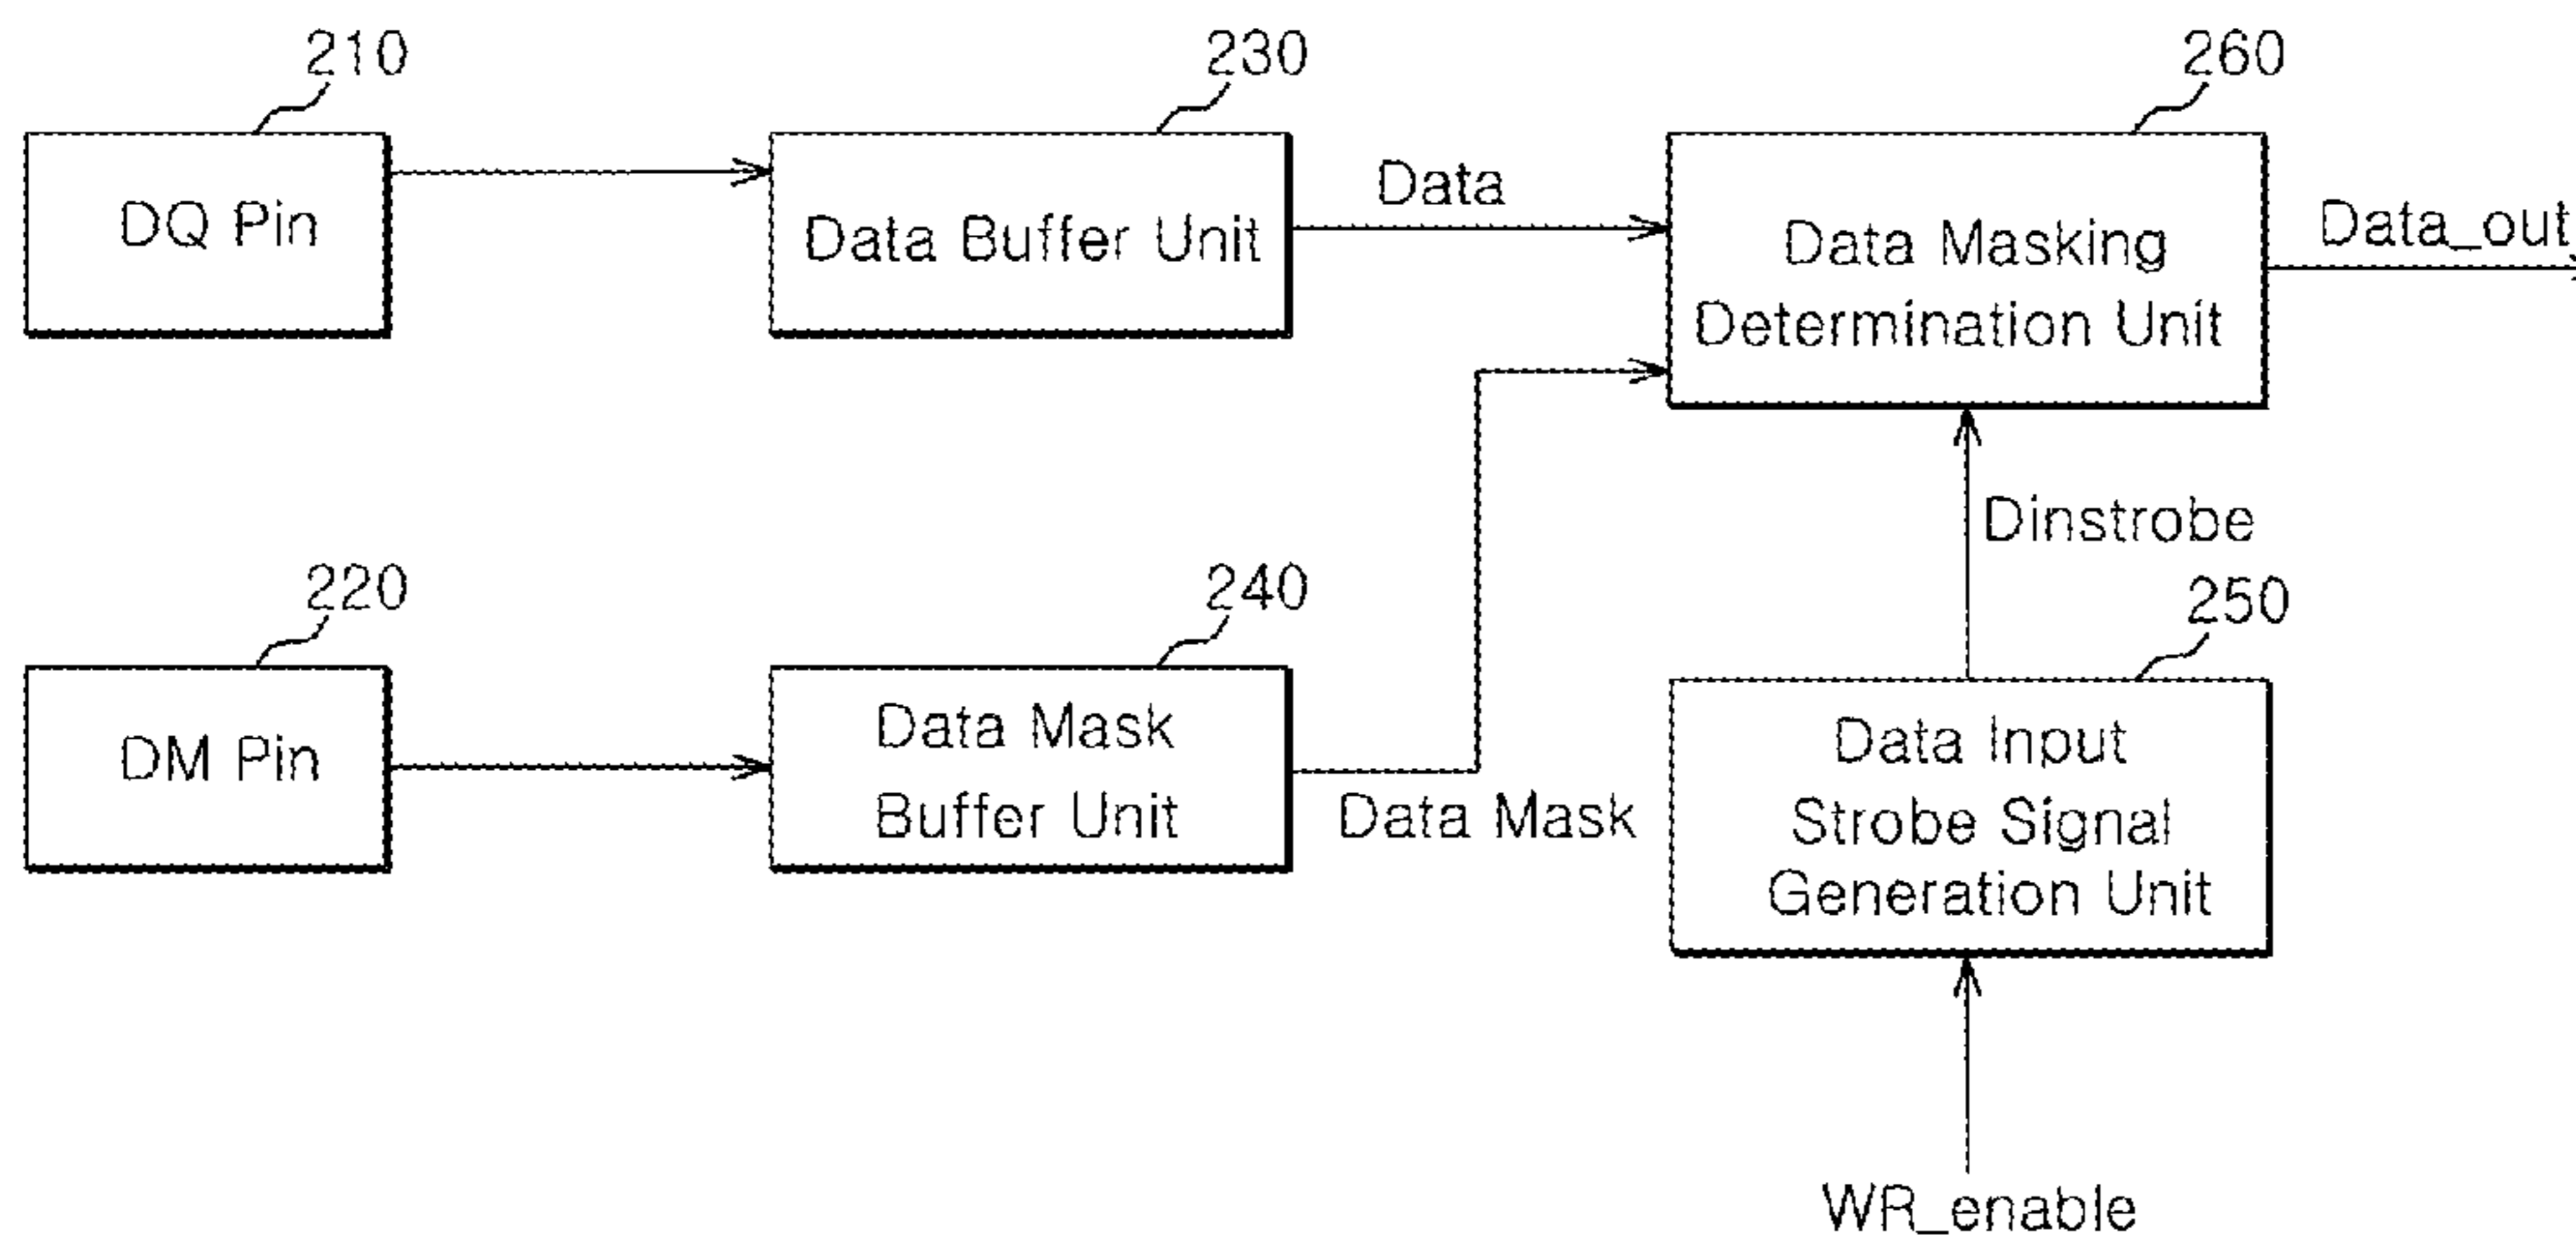 210
230
260
DQ Pin
Data Buffer Unit
Data
Data Masking
Determination Unit
Data_out
220
240
Dinstrobe
250
DM Pin
Data Mask
Buffer Unit
Data Mask
Data Input
Strobe Signal
Generation Unit
WR_enable